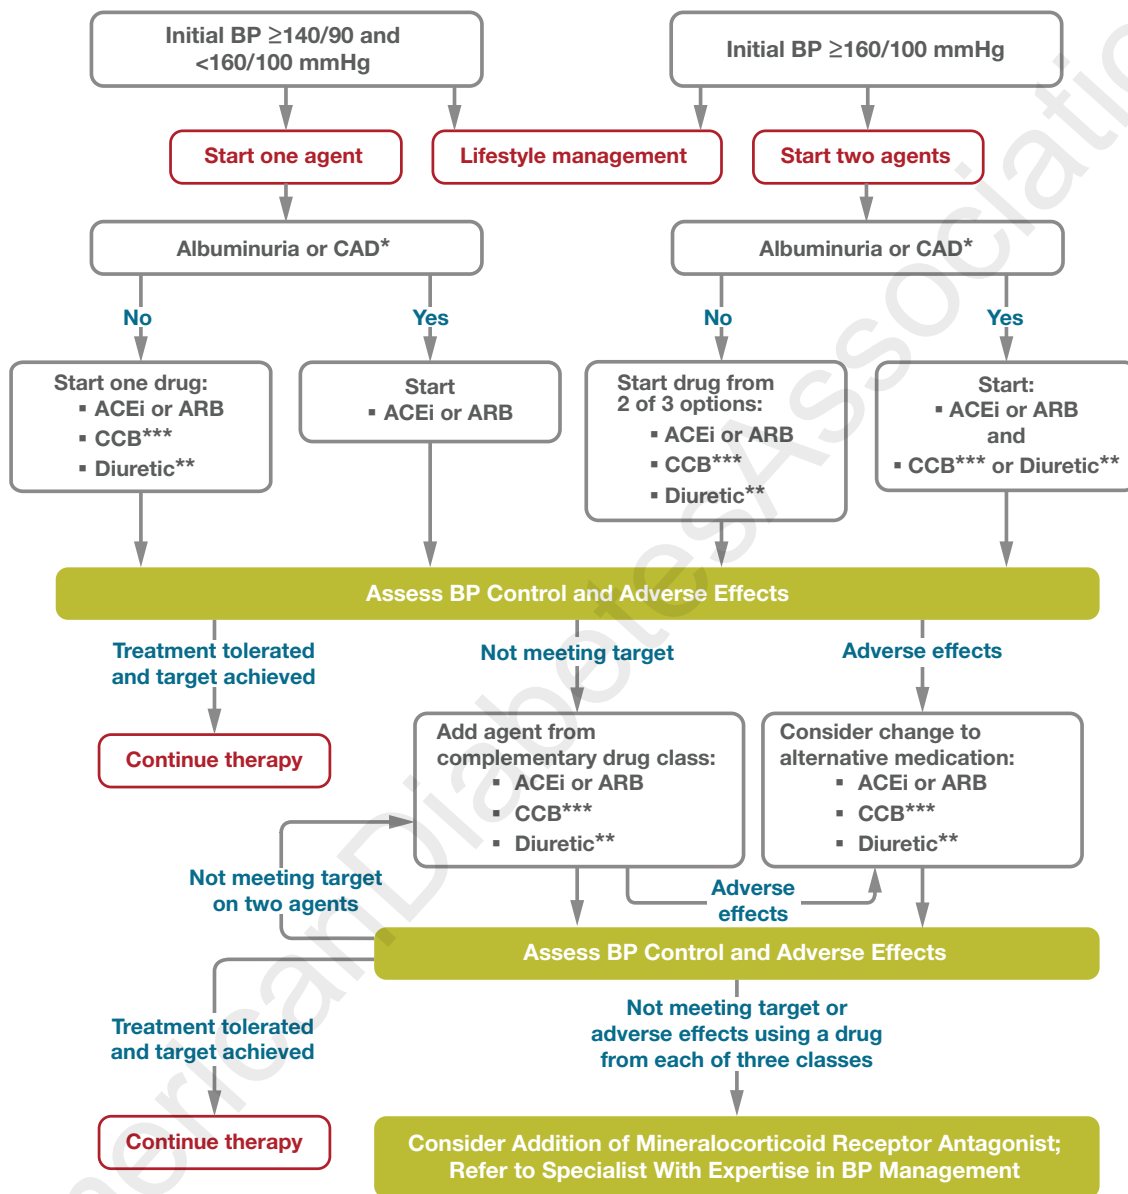 Initial BP ≥140/90 and
<160/100 mmHg
Initial BP ≥160/100 mmHg
Start one agent
Lifestyle management
Start two agents
Albuminuria or CAD*
Albuminuria or CAD*
No
Yes
No
Yes
Start one drug:
▪ ACEi or ARB
▪ CCB***
▪ Diuretic**
Start
▪ ACEi or ARB
Start drug from
2 of 3 options:
▪ ACEi or ARB
▪ CCB***
▪ Diuretic**
Start:
▪ ACEi or ARB
and
▪ CCB*** or Diuretic**
Assess BP Control and Adverse Effects
Treatment tolerated
and target achieved
Not meeting target
Adverse effects
Continue therapy
Add agent from
complementary drug class:
▪ ACEi or ARB
▪ CCB***
▪ Diuretic**
Consider change to
alternative medication:
▪ ACEi or ARB
▪ CCB***
▪ Diuretic**
Not meeting target
on two agents
Adverse
effects
Assess BP Control and Adverse Effects
Treatment tolerated
and target achieved
Not meeting target or
adverse effects using a drug
from each of three classes
Continue therapy
Consider Addition of Mineralocorticoid Receptor Antagonist;
Refer to Specialist With Expertise in BP Management
mericanDiabetesAssociatio